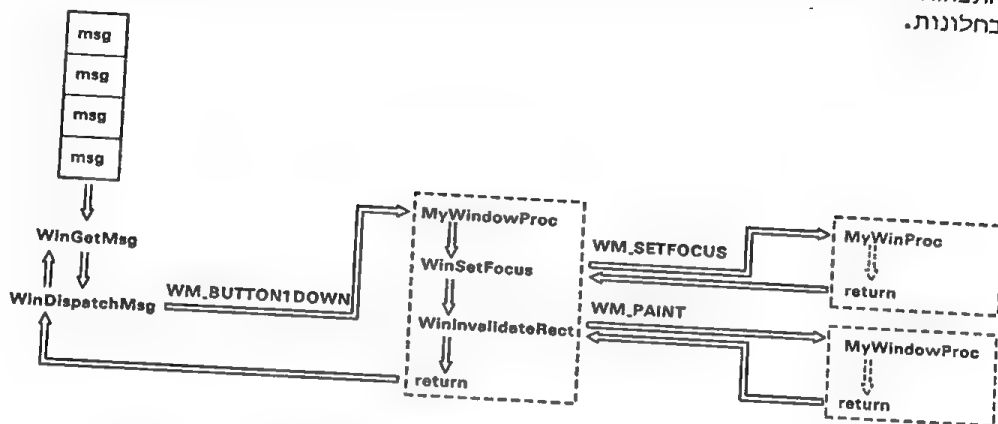 בחלונות.
msg
msg
msg
msg
WinGetMsg
WinDispatchMsg
WM_BUTTON1DOWN
MyWindowProc
WinSetFocus
WinInvalidateRect
return
WM_SETFOCUS
MyWinProc
return
WM_PAINT
MyWindowProc
return